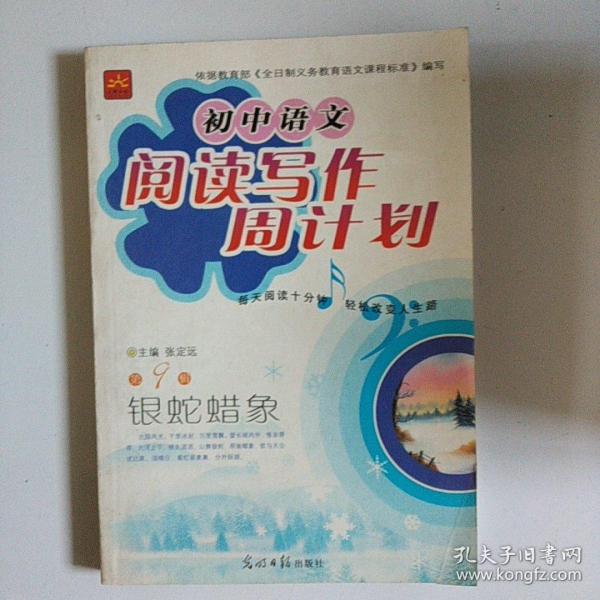 依据教育部《全日制义务教育语文课程标准》编写
初中语文
阅读写作
周计划
每天阅读十分钟 轻松改变人生路
主编 张定远
第9辑
银蛇蜡象
光明日报出版社
孔夫子旧书网
www.kongfz.com